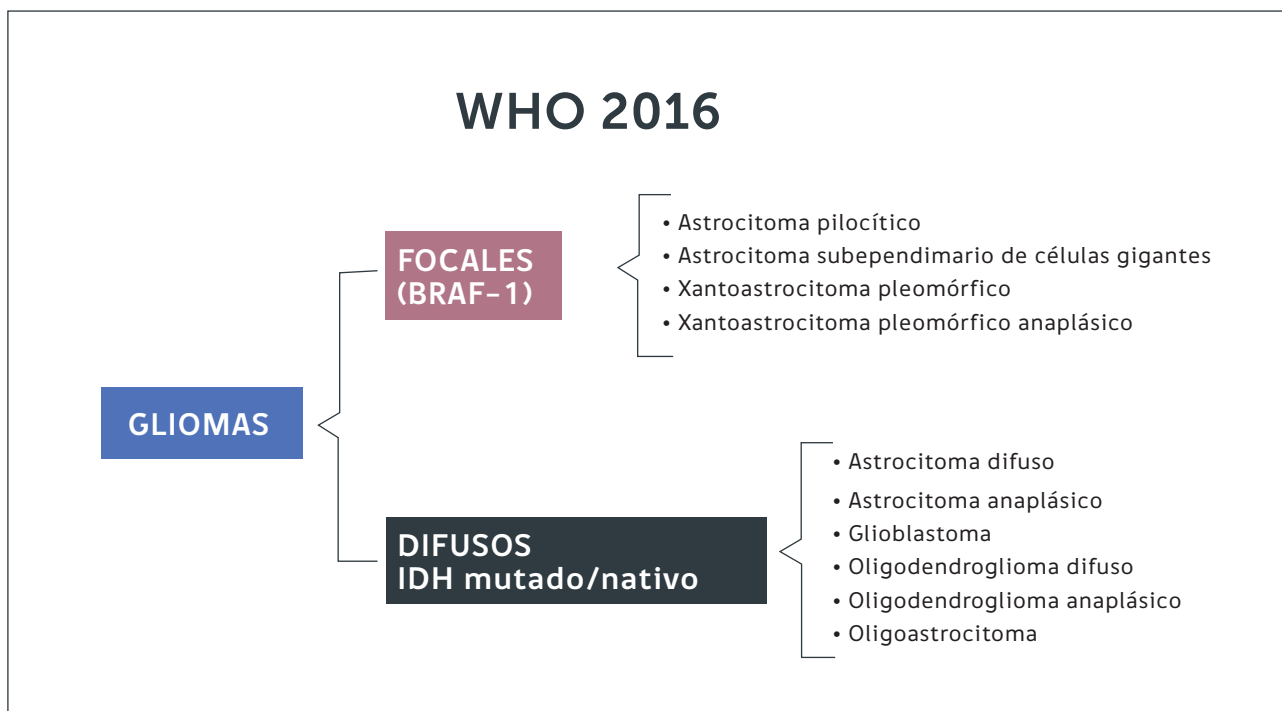 WHO 2016
GLIOMAS
FOCALES
(BRAF-1)
• Astrocitoma pilocítico
• Astrocitoma subependimario de células gigantes
• Xantoastrocitoma pleomórfico
• Xantoastrocitoma pleomórfico anaplásico
DIFUSOS
IDH mutado/nativo
• Astrocitoma difuso
• Astrocitoma anaplásico
• Glioblastoma
• Oligodendroglioma difuso
• Oligodendroglioma anaplásico
• Oligoastrocitoma